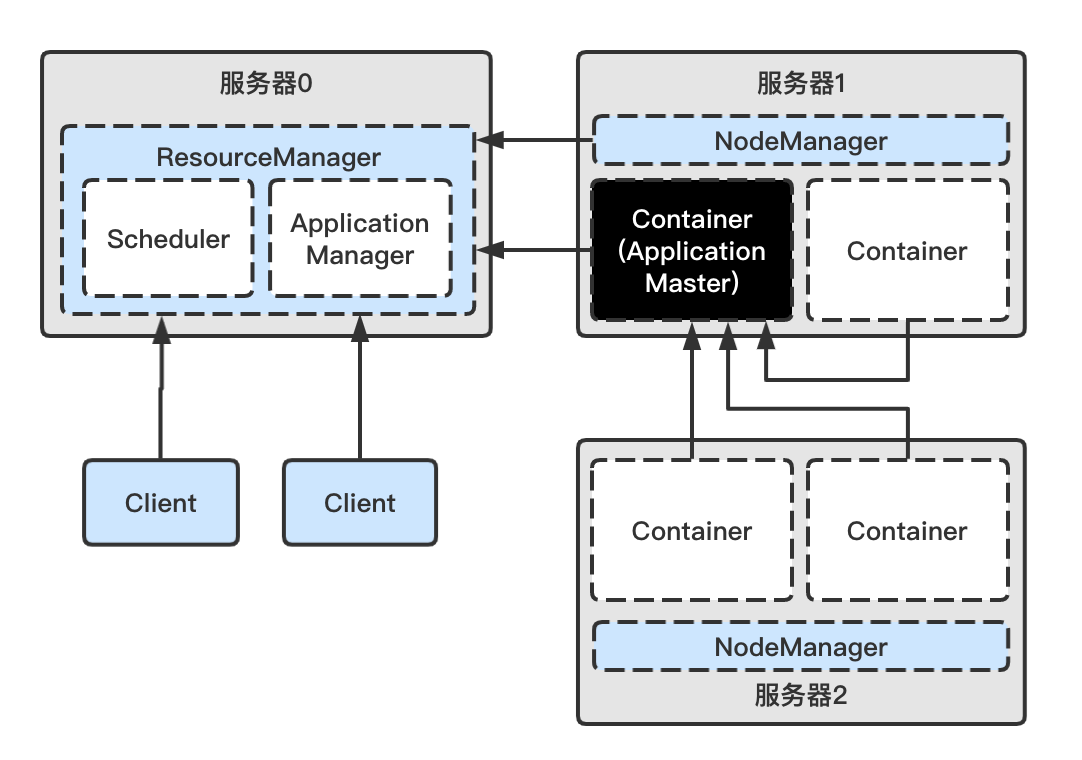 服务器0
ResourceManager
Scheduler
Application
Manager
Client
Client
服务器1
NodeManager
Container
(Application
Master)
Container
Container
Container
NodeManager
服务器2